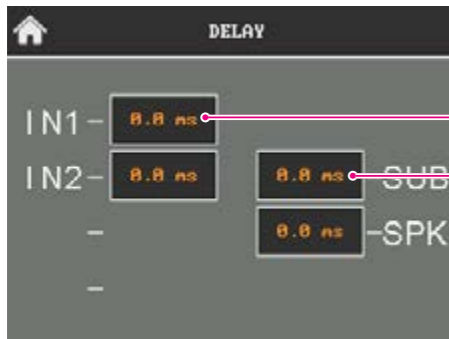 DELAY
IN1- 0.0 ms
IN2- 0.0 ms 0.0 ms -SUB
- 0.0 ms -SPK
-